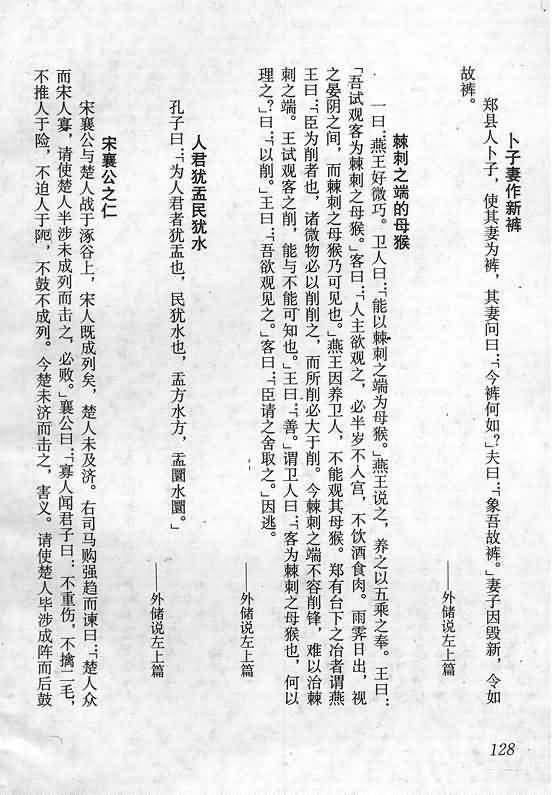 卜子妻作新裤
郑县人卜子，使其妻为裤，其妻问曰：「今裤何如？」夫曰：「象吾故裤。」妻子因毁新，令如
故裤。
——外储说左上篇
棘刺之端的母猴
一曰：燕王好微巧。卫人曰：「能以棘刺之端为母猴。」燕王说之，养之以五乘之奉。王曰：
「吾试观客为棘刺之母猴。」客曰：「人主欲观之，必半岁不入宫，不饮酒食肉。雨霁日出，视
之晏阴之间，而棘刺之母猴乃可见也。」燕王因养卫人，不能观其母猴。郑有台下之冶者谓燕
王曰：「臣为削者也，诸微物必以削削之，而所削必大于削。今棘刺之端不容削锋，难以治棘
刺之端。王试观客之削，能与不能可知也。」王曰：「善。」谓卫人曰：「客为棘刺之母猴也，何以
理之？」曰：「以削。」王曰：「吾欲观见之。」客曰：「臣请之舍取之。」因逃。
——外储说左上篇
人君犹盂民犹水
孔子曰：「为人君者犹盂也，民犹水也，盂方水方，盂圜水圜。」
——外储说左上篇
宋襄公之仁
宋襄公与楚人战于涿谷上，宋人既成列矣，楚人未及济。右司马购强趋而谏曰：「楚人众
而宋人寡，请使楚人半涉未成列而击之，必败。」襄公曰：「寡人闻君子曰：不重伤，不擒二毛，
不推人于险，不迫人于阨，不鼓不成列。今楚未济而击之，害义。请使楚人毕涉成阵而后鼓
128